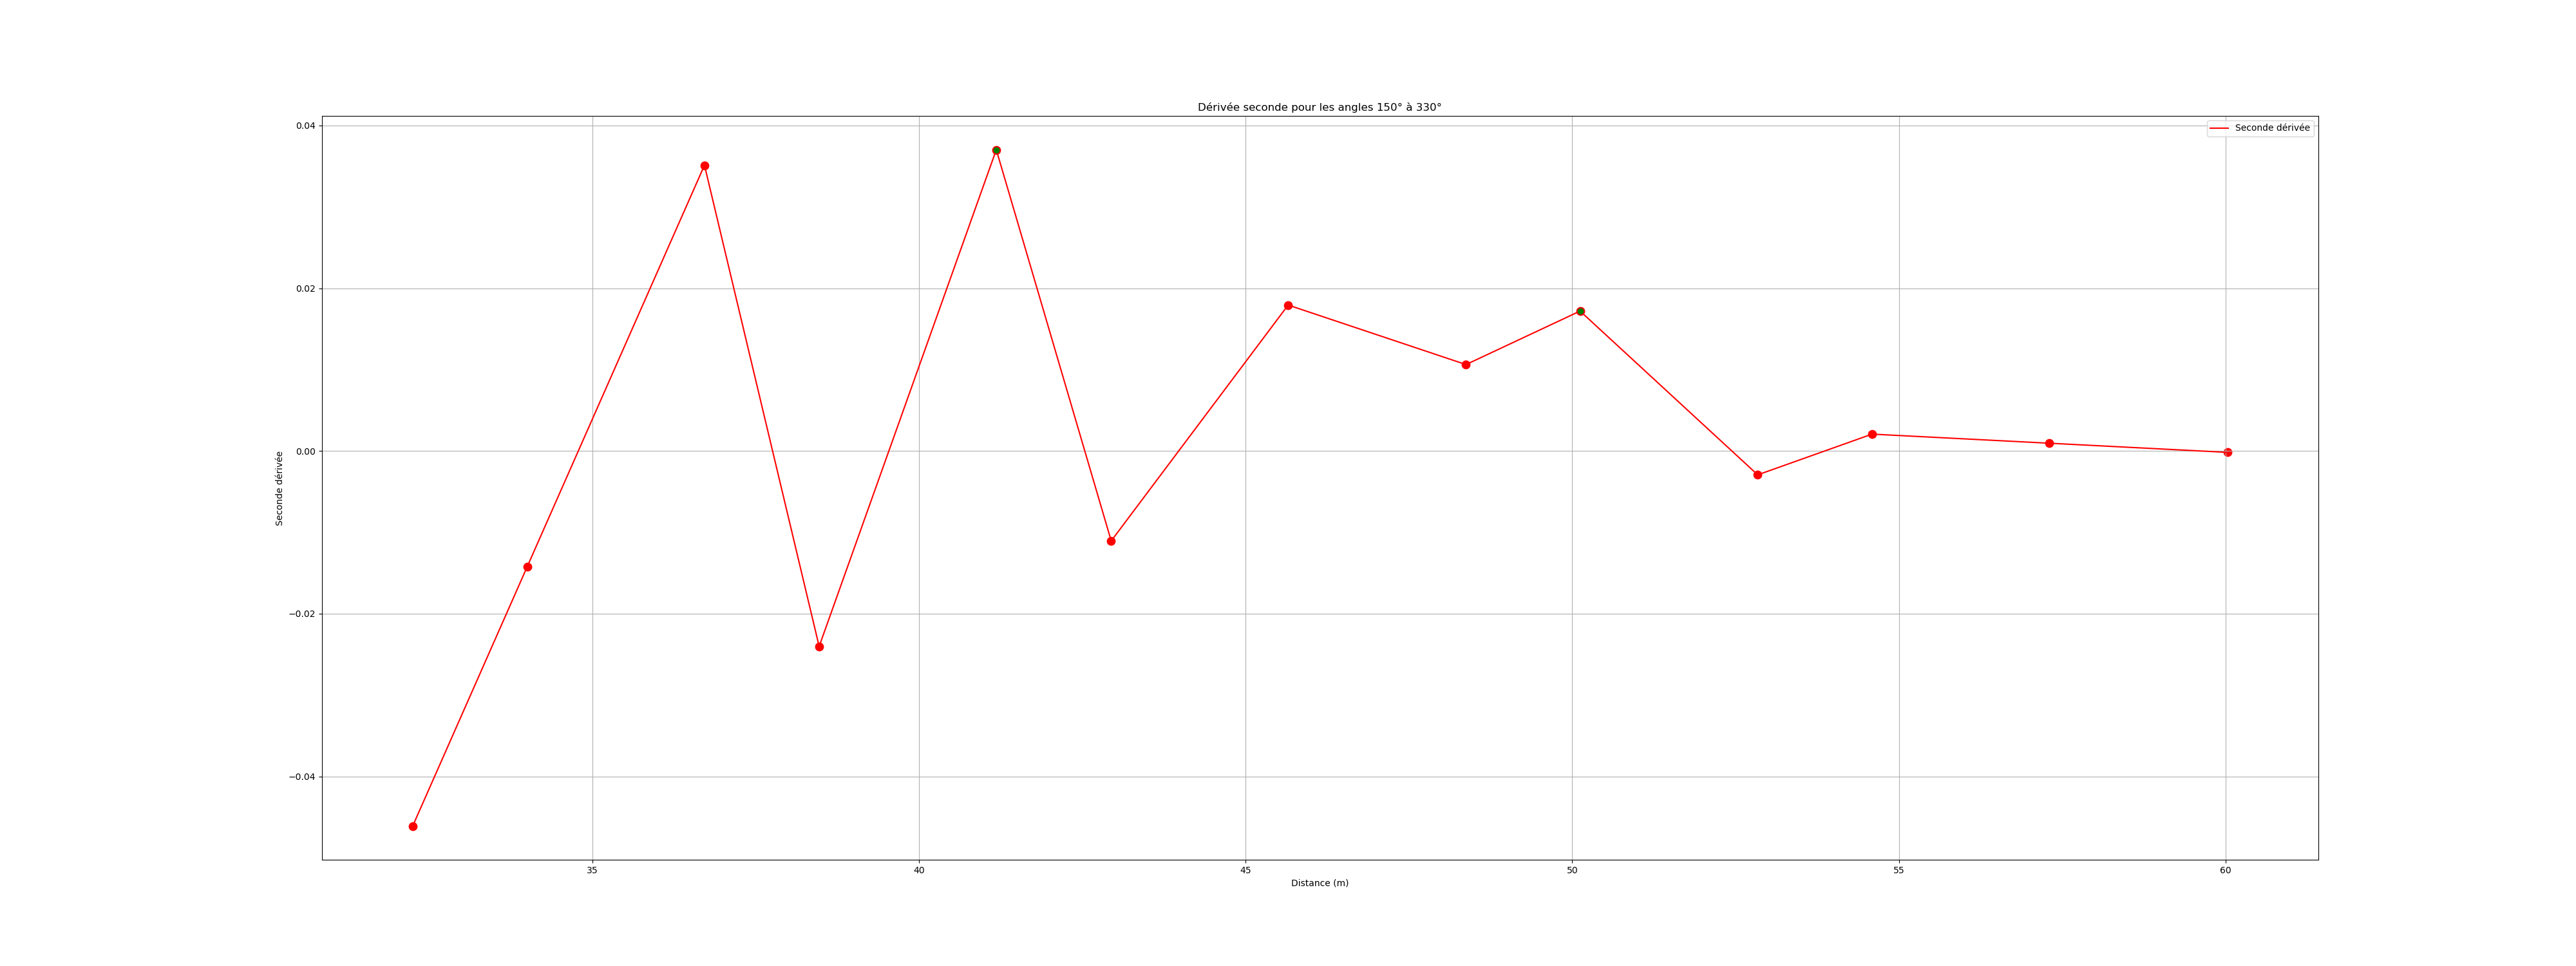 Dérivée seconde pour les angles 150° à 330°
Seconde dérivée
0.04
0.02
0.00
−0.02
−0.04
Seconde dérivée
35
40
45
50
55
60
Distance (m)